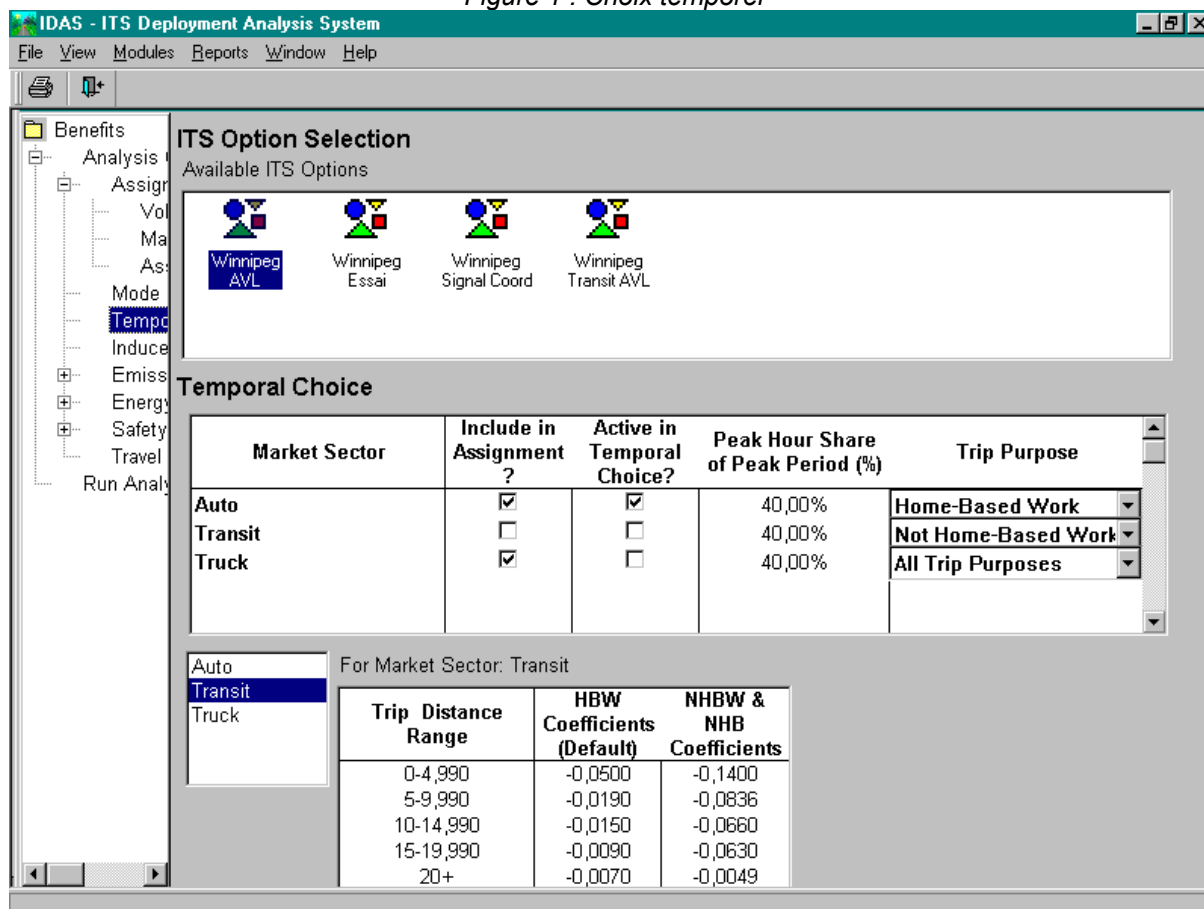 Figure 4 : Choix temporel
IDAS - ITS Deployment Analysis System
File View Modules Reports Window Help
Benefits
Analysis
Assign
Vol
Ma
As
Mode
Tempo
Induce
Emiss
Energy
Safety
Travel
Run Analy
ITS Option Selection
Available ITS Options
Winnipeg AVL
Winnipeg Essai
Winnipeg Signal Coord
Winnipeg Transit AVL
Temporal Choice
Market Sector Include in Assignment ? Active in Temporal Choice? Peak Hour Share of Peak Period (%) Trip Purpose
Auto 40,00% Home-Based Work
Transit 40,00% Not Home-Based Work
Truck 40,00% All Trip Purposes
Auto
Transit
Truck
For Market Sector: Transit
Trip Distance Range HBW Coefficients (Default) NHBW & NHB Coefficients
0-4,990 -0,0500 -0,1400
5-9,990 -0,0190 -0,0836
10-14,990 -0,0150 -0,0660
15-19,990 -0,0090 -0,0630
20+ -0,0070 -0,0049